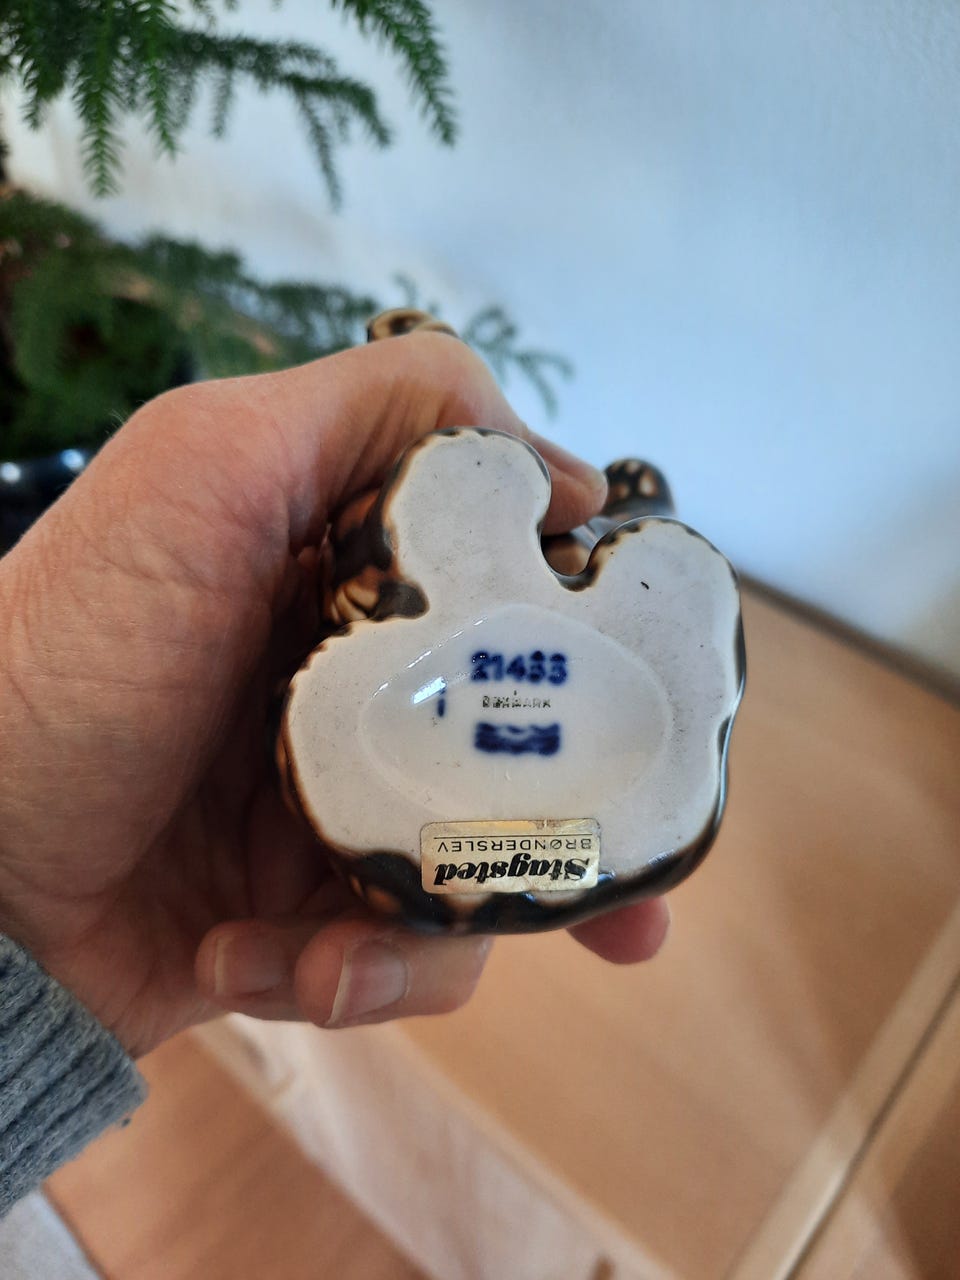 21433
DENMARK
Stagsted
BRØNDERSLEV